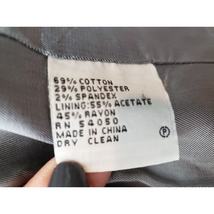 69% COTTON
29% POLYESTER
2% SPANDEX
LINING: 55% ACETATE
45% RAYON
RN 54050
MADE IN CHINA
DRY CLEAN
P